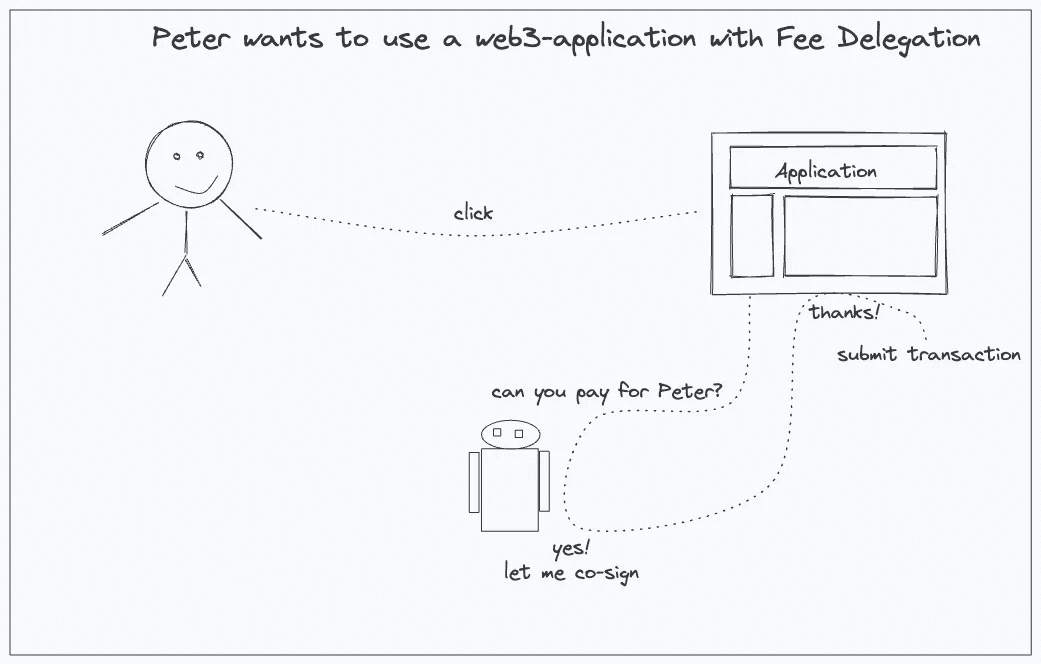 Peter wants to use a web3-application with Fee Delegation
Application
click
thanks!
submit transaction
can you pay for Peter?
yes!
let me co-sign